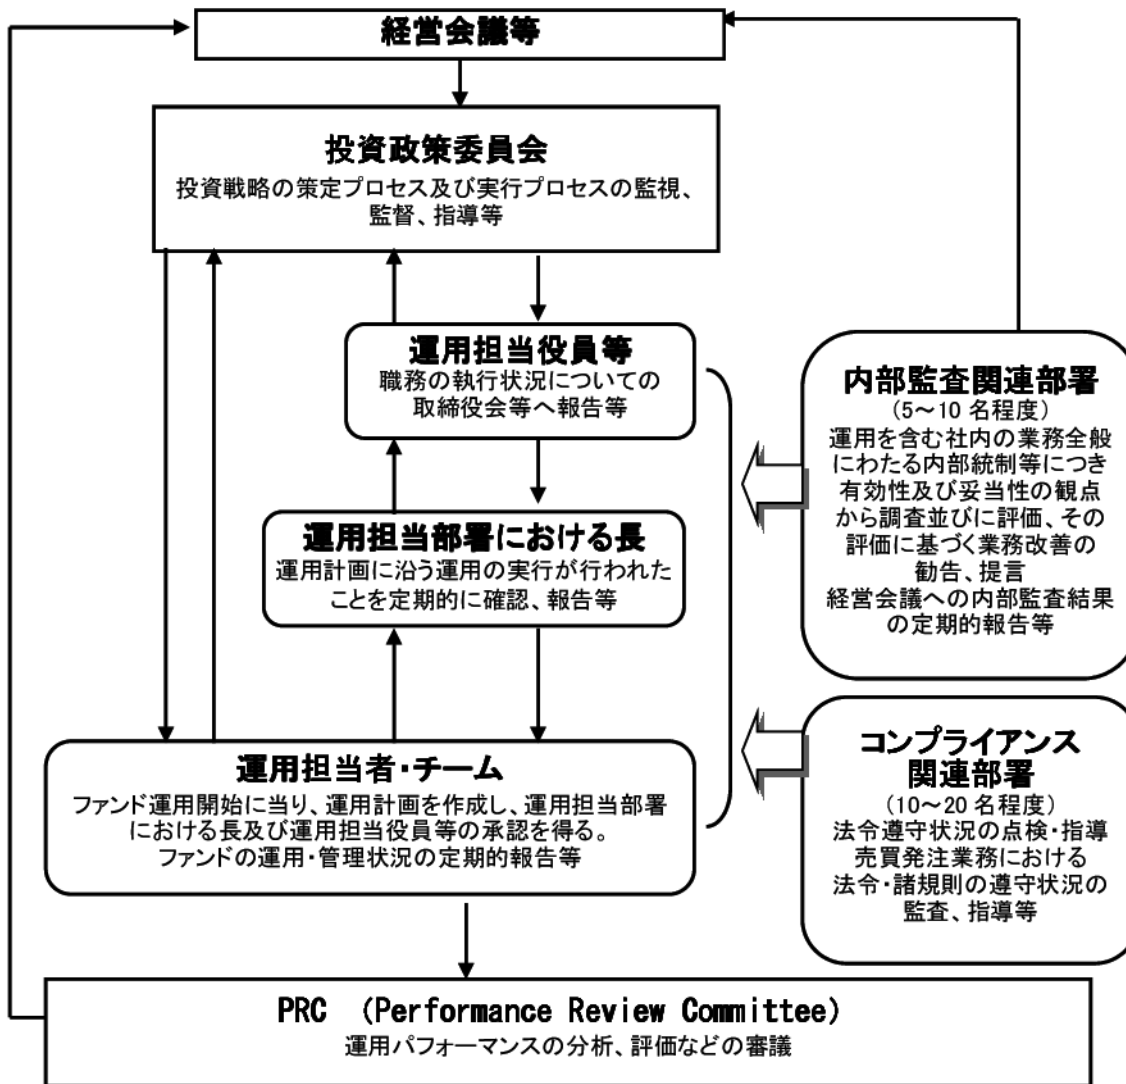 経営会議等
投資政策委員会
投資戦略の策定プロセス及び実行プロセスの監視、
監督、指導等
運用担当役員等
職務の執行状況についての
取締役会等へ報告等
運用担当部署における長
運用計画に沿う運用の実行が行われた
ことを定期的に確認、報告等
運用担当者・チーム
ファンド運用開始に当り、運用計画を作成し、運用担当部署
における長及び運用担当役員等の承認を得る。
ファンドの運用・管理状況の定期的報告等
内部監査関連部署
(5～10 名程度)
運用を含む社内の業務全般
にわたる内部統制等につき
有効性及び妥当性の観点
から調査並びに評価、その
評価に基づく業務改善の
勧告、提言
経営会議への内部監査結果
の定期的報告等
コンプライアンス
関連部署
(10～20 名程度)
法令遵守状況の点検・指導
売買発注業務における
法令・諸規則の遵守状況の
監査、指導等
PRC (Performance Review Committee)
運用パフォーマンスの分析、評価などの審議